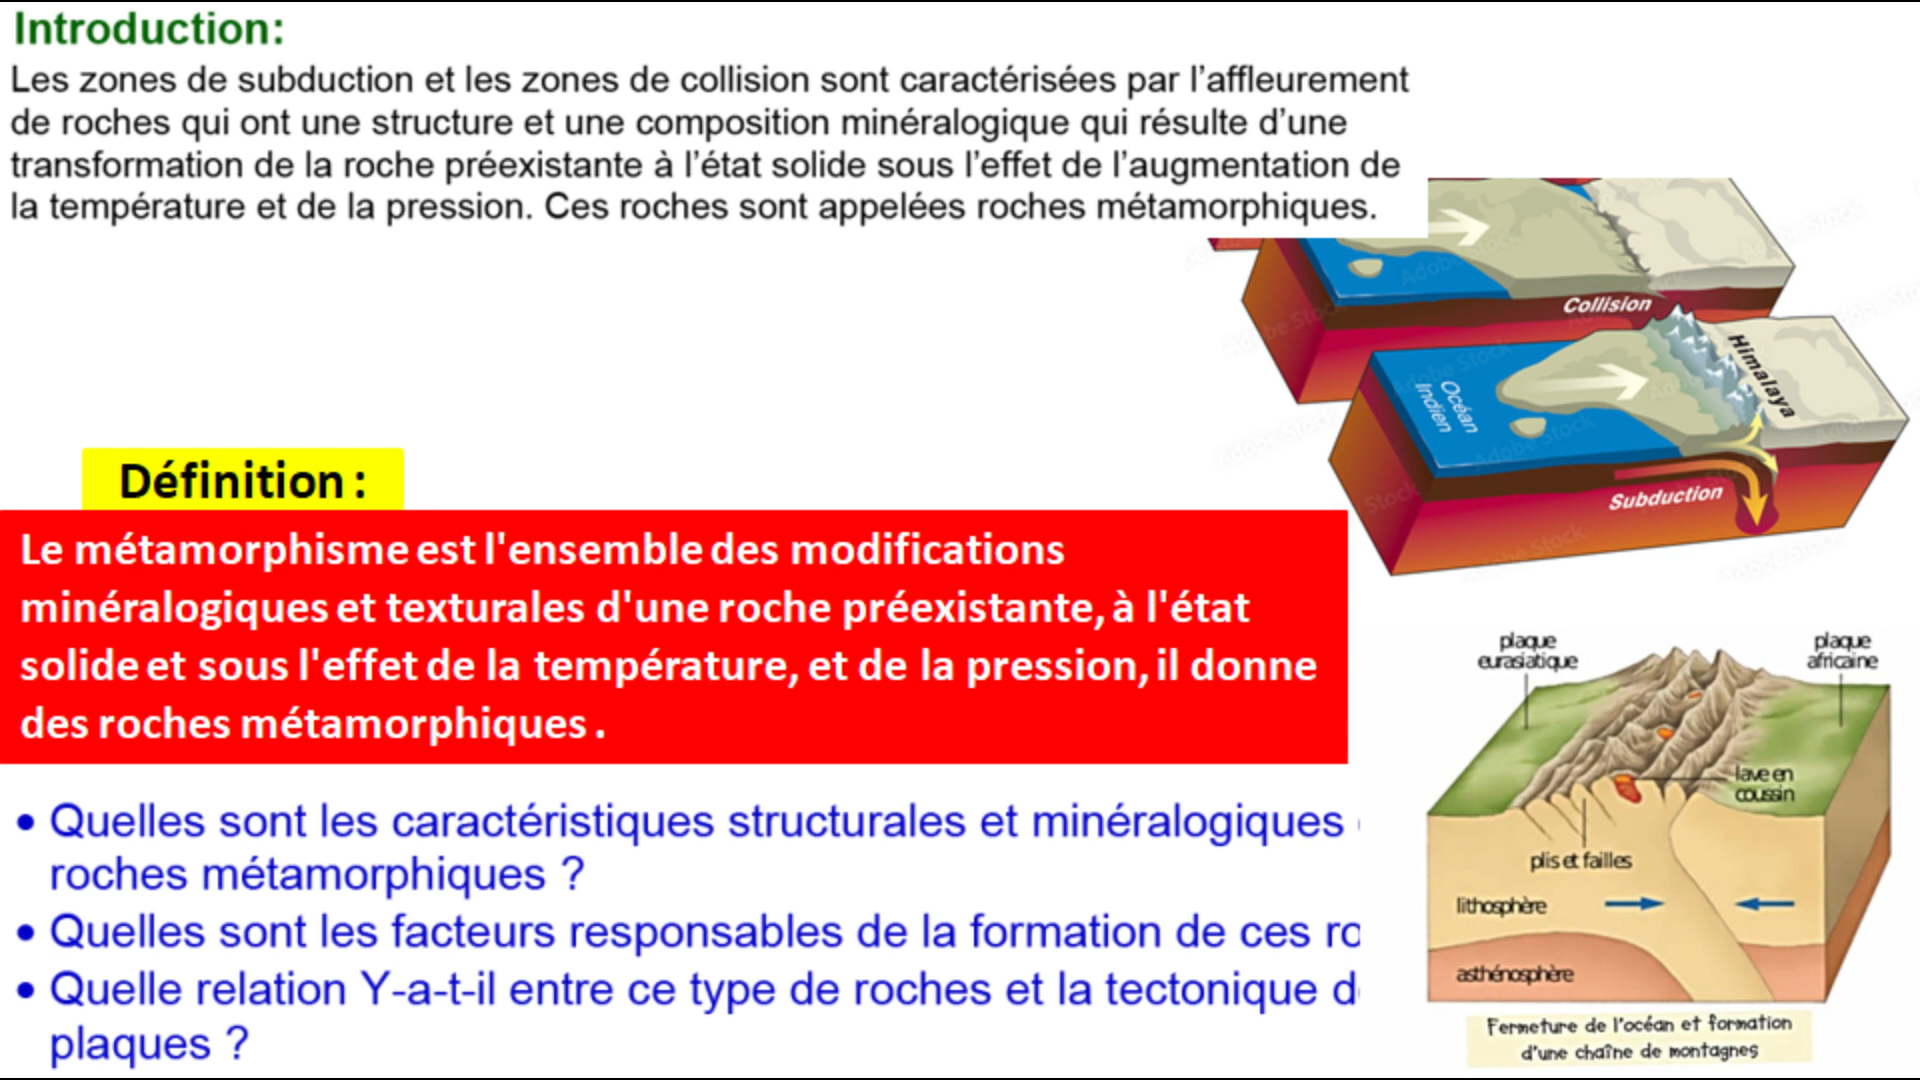 Introduction:
Les zones de subduction et les zones de collision sont caractérisées par l’affleurement
de roches qui ont une structure et une composition minéralogique qui résulte d’une
transformation de la roche préexistante à l’état solide sous l’effet de l’augmentation de
la température et de la pression. Ces roches sont appelées roches métamorphiques.
Collision
Himalaya
Océan
Indien
Subduction
Définition :
Le métamorphisme est l'ensemble des modifications
minéralogiques et texturales d'une roche préexistante, à l'état
solide et sous l'effet de la température, et de la pression, il donne
des roches métamorphiques .
• Quelles sont les caractéristiques structurales et minéralogiques
roches métamorphiques ?
• Quelles sont les facteurs responsables de la formation de ces ro
• Quelle relation Y-a-t-il entre ce type de roches et la tectonique d
plaques ?
plaque
eurasiatique
plaque
africaine
lave en
coussin
plis et failles
lithosphère
asthénosphère
Fermeture de l'océan et formation
d'une chaîne de montagnes
Adobe Stock